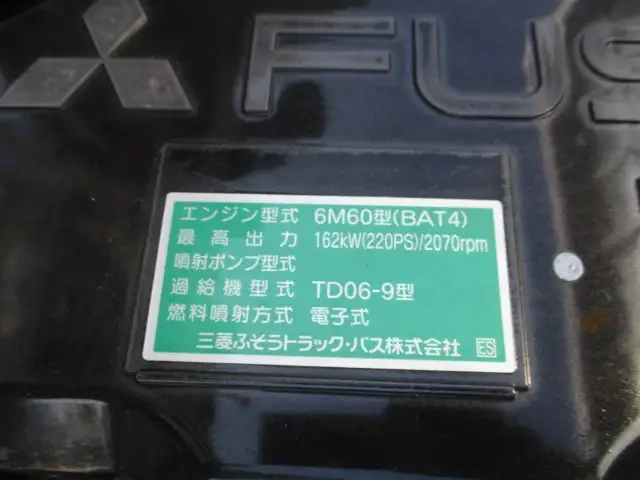 FUS
エンジン型式 6M60型(BAT4)
最高出力 162kW(220PS)/2070rpm
噴射ポンプ型式
過給機型式 TD06-9型
燃料噴射方式 電子式
三菱ふそうトラック・バス株式会社 ES